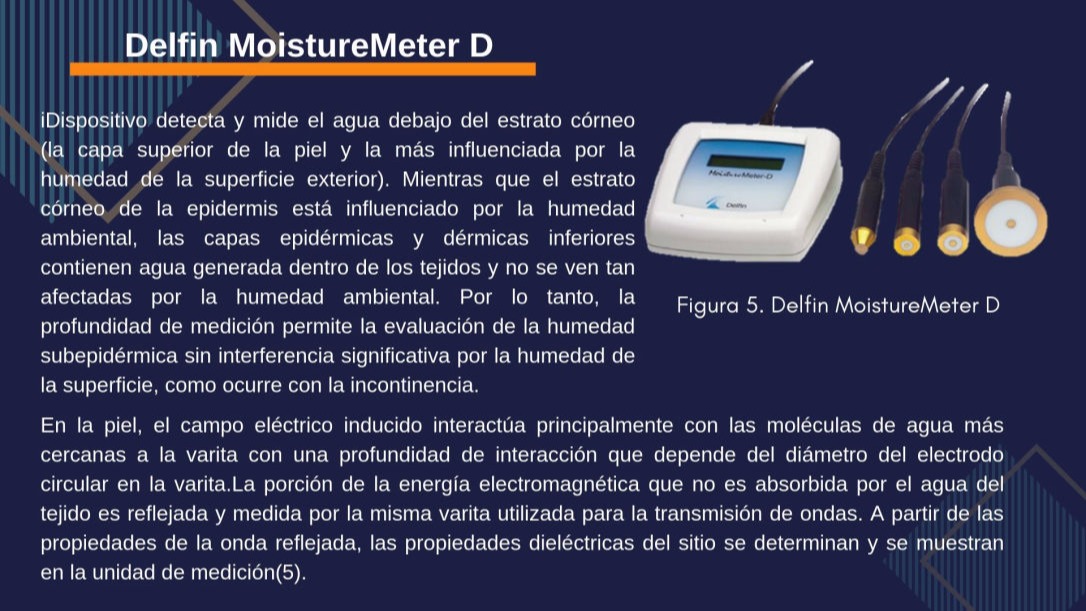 Delfin MoistureMeter D
iDispositivo detecta y mide el agua debajo del estrato córneo
(la capa superior de la piel y la más influenciada por la
humedad de la superficie exterior). Mientras que el estrato
córneo de la epidermis está influenciado por la humedad
ambiental, las capas epidérmicas y dérmicas inferiores
contienen agua generada dentro de los tejidos y no se ven tan
afectadas por la humedad ambiental. Por lo tanto, la
profundidad de medición permite la evaluación de la humedad
subepidérmica sin interferencia significativa por la humedad de
la superficie, como ocurre con la incontinencia.
MoistureMeter-D
Delfin
Figura 5. Delfin MoistureMeter D
En la piel, el campo eléctrico inducido interactúa principalmente con las moléculas de agua más
cercanas a la varita con una profundidad de interacción que depende del diámetro del electrodo
circular en la varita.La porción de la energía electromagnética que no es absorbida por el agua del
tejido es reflejada y medida por la misma varita utilizada para la transmisión de ondas. A partir de las
propiedades de la onda reflejada, las propiedades dieléctricas del sitio se determinan y se muestran
en la unidad de medición(5).